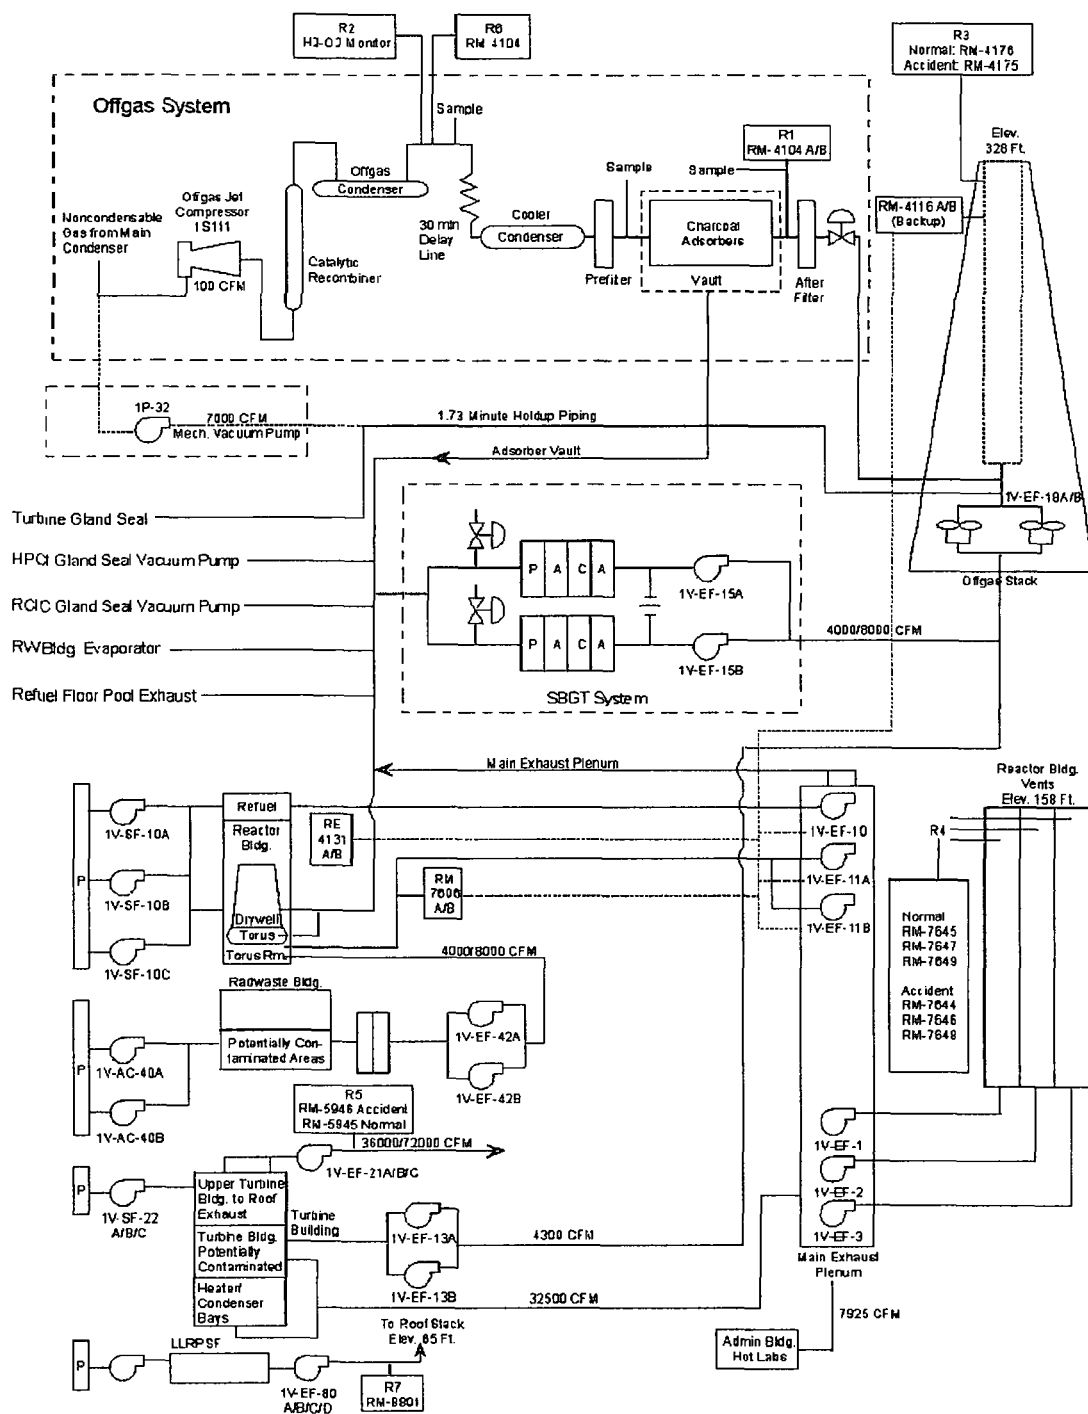 R2
H2-O2 Monitor
R6
RM-4104
R3
Normal: RM-4176
Accident: RM-4175
Offgas System
Sample
R1
RM-4104 A/B
Elev.
328 Ft.
Offgas
Condenser
Sample
Sample
Noncondensable
Gas from Main
Condenser
Offgas Jet
Compressor
1S111
100 CFM
Catalytic
Recombiner
30 min
Delay
Line
Cooler
Condenser
Prefilter
Charcoal
Adsorbers
Vault
After
Filter
RM-4116 A/B
(Backup)
1P-32
7000 CFM
Mech. Vacuum Pump
1.73 Minute Holdup Piping
Adsorber Vault
1V-EF-18A/B
Offgas Stack
Turbine Gland Seal
HPCI Gland Seal Vacuum Pump
RCIC Gland Seal Vacuum Pump
RWBldg. Evaporator
Refuel Floor Pool Exhaust
P A C A
1V-EF-15A
P A C A
1V-EF-15B
4000/8000 CFM
SBGT System
Main Exhaust Plenum
Reactor Bldg.
Vents
Elev. 158 Ft.
P
1V-SF-10A
1V-SF-10B
1V-SF-10C
Refuel
Reactor
Bldg.
Drywell
Torus
Torus Rm.
RE
4131
A/B
RM
7606
A/B
1V-EF-10
1V-EF-11A
1V-EF-11B
R4
Normal
RM-7645
RM-7647
RM-7649
Accident
RM-7644
RM-7646
RM-7648
4000/8000 CFM
Radwaste Bldg.
Potentially Con-
taminated Areas
P
1V-AC-40A
1V-AC-40B
1V-EF-42A
1V-EF-42B
R5
RM-5946 Accident
RM-5945 Normal
36000/72000 CFM
1V-EF-21A/B/C
P
1V-SF-22
A/B/C
Upper Turbine
Bldg. to Roof
Exhaust
Turbine Bldg.
Potentially
Contaminated
Heater/
Condenser
Bays
Turbine
Building
1V-EF-13A
1V-EF-13B
4300 CFM
32500 CFM
1V-EF-1
1V-EF-2
1V-EF-3
Main Exhaust
Plenum
7925 CFM
Admin Bldg.
Hot Labs
To Roof Stack
Elev. 85 Ft.
P
LLRPSF
1V-EF-80
A/B/C/D
R7
RM-8801